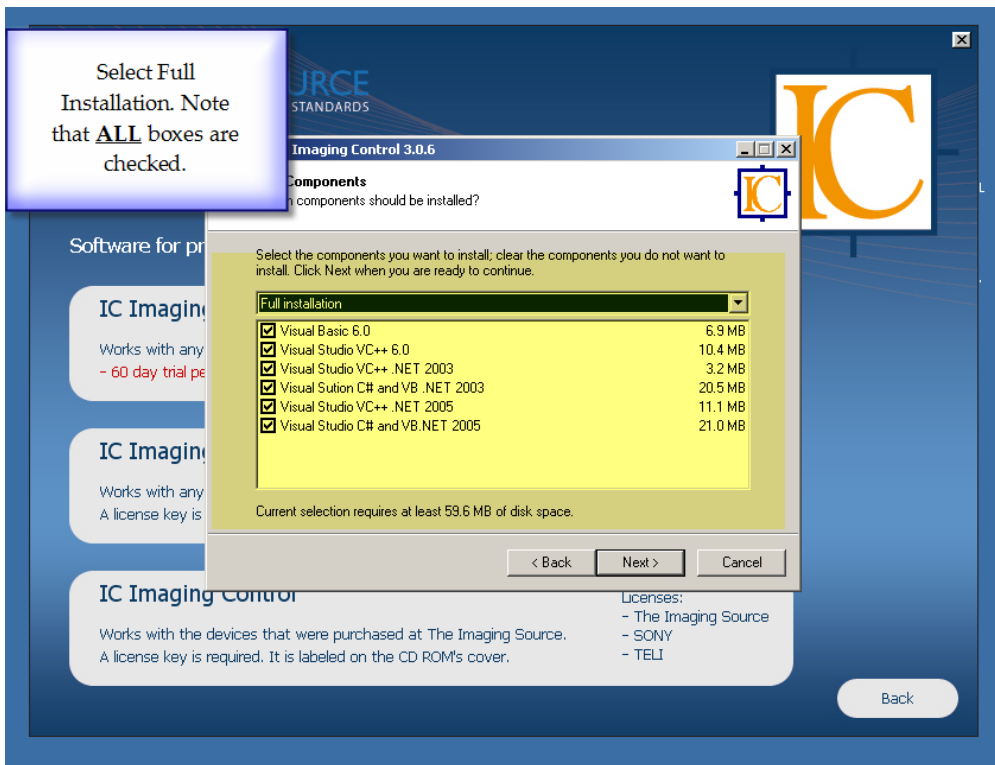 Select Full
Installation. Note
that ALL boxes are
checked.
URCE
STANDARDS
IC
Imaging Control 3.0.6
Components
components should be installed?
IC
Software for pr
Select the components you want to install; clear the components you do not want to
install. Click Next when you are ready to continue.
Full installation
Visual Basic 6.0 6.9 MB
Visual Studio VC++ 6.0 10.4 MB
Visual Studio VC++ .NET 2003 3.2 MB
Visual Sution C# and VB .NET 2003 20.5 MB
Visual Studio VC++ .NET 2005 11.1 MB
Visual Studio C# and VB.NET 2005 21.0 MB
Current selection requires at least 59.6 MB of disk space.
< Back Next > Cancel
IC Imaging
Works with any
- 60 day trial pe
IC Imaging
Works with any
A license key is
IC Imaging Control
Works with the devices that were purchased at The Imaging Source.
A license key is required. It is labeled on the CD ROM's cover.
Licenses:
- The Imaging Source
- SONY
- TELI
Back